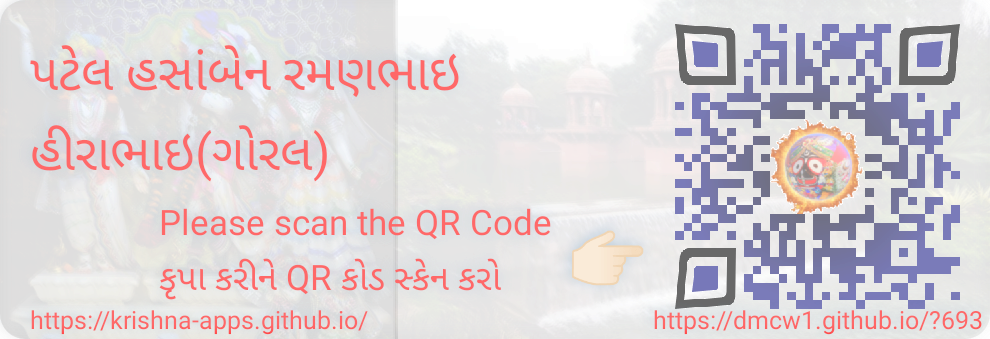 પટેલ હસાંબેન રમણભાઇ
હીરાભાઇ(ગોરલ)
Please scan the QR Code
કૃપા કરીને QR કોડ સ્કેન કરો
https://krishna-apps.github.io/
https://dmcw1.github.io/?693